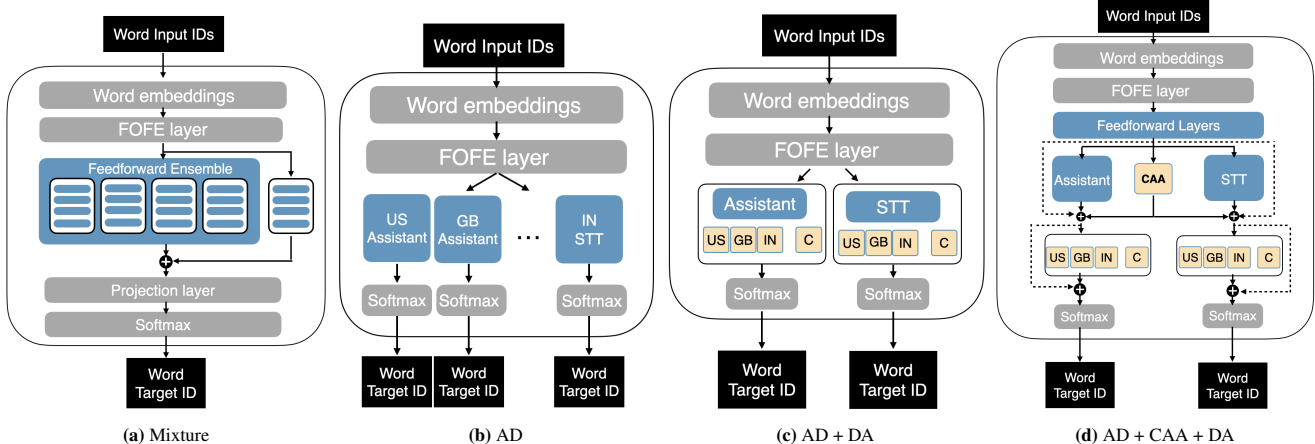 Word Input IDs
Word embeddings
FOFE layer
Feedforward Ensemble
Projection layer
Softmax
Word
Target ID
(a) Mixture
Word Input IDs
Word embeddings
FOFE layer
US
Assistant
GB
Assistant
...
IN
STT
Softmax
Softmax
Softmax
Word
Target ID
Word
Target ID
Word
Target ID
(b) AD
Word Input IDs
Word embeddings
FOFE layer
Assistant
US GB IN C
STT
US GB IN C
Softmax
Softmax
Word
Target ID
Word
Target ID
(c) AD + DA
Word Input IDs
Word embeddings
FOFE layer
Feedforward Layers
Assistant
CAA
STT
US GB IN C
US GB IN C
Softmax
Softmax
Word
Target ID
Word
Target ID
(d) AD + CAA + DA